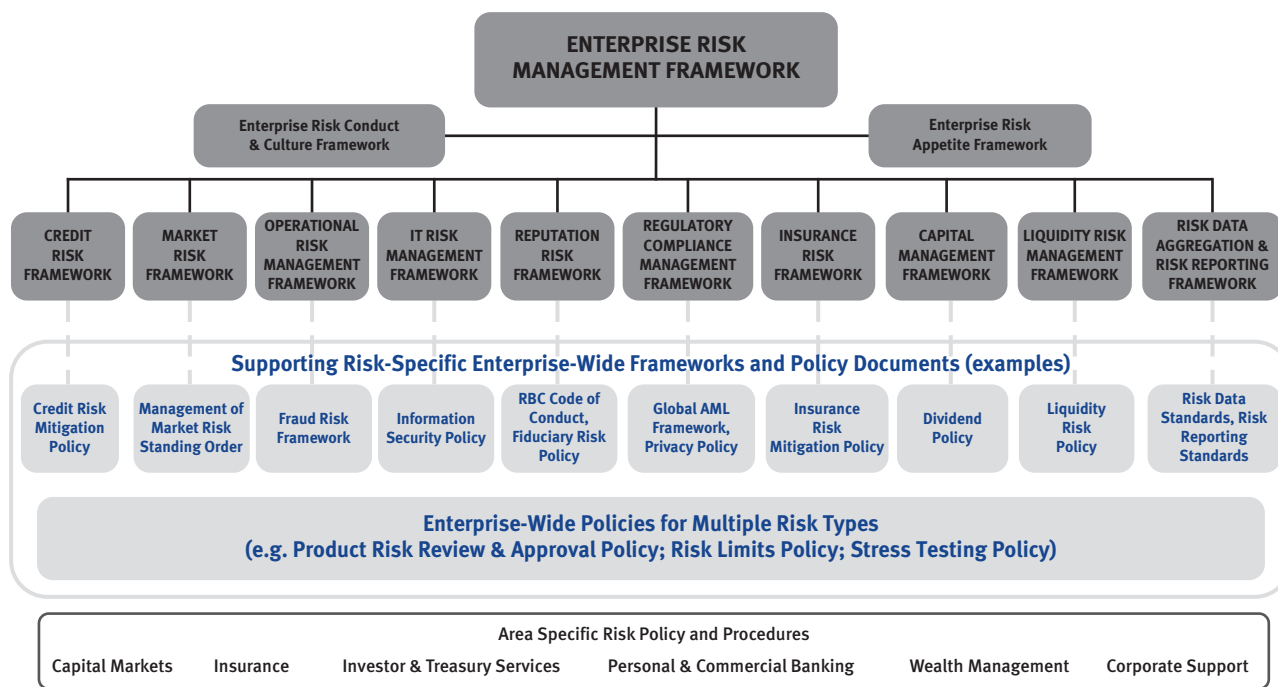 ENTERPRISE RISK
MANAGEMENT FRAMEWORK
Enterprise Risk Conduct
& Culture Framework
Enterprise Risk
Appetite Framework
CREDIT
RISK
FRAMEWORK
MARKET
RISK
FRAMEWORK
OPERATIONAL
RISK
MANAGEMENT
FRAMEWORK
IT RISK
MANAGEMENT
FRAMEWORK
REPUTATION
RISK
FRAMEWORK
REGULATORY
COMPLIANCE
MANAGEMENT
FRAMEWORK
INSURANCE
RISK
FRAMEWORK
CAPITAL
MANAGEMENT
FRAMEWORK
LIQUIDITY RISK
MANAGEMENT
FRAMEWORK
RISK DATA
AGGREGATION &
RISK REPORTING
FRAMEWORK
Supporting Risk-Specific Enterprise-Wide Frameworks and Policy Documents (examples)
Credit Risk
Mitigation
Policy
Management of
Market Risk
Standing Order
Fraud Risk
Framework
Information
Security Policy
RBC Code of
Conduct,
Fiduciary Risk
Policy
Global AML
Framework,
Privacy Policy
Insurance
Risk
Mitigation Policy
Dividend
Policy
Liquidity
Risk
Policy
Risk Data
Standards, Risk
Reporting
Standards
Enterprise-Wide Policies for Multiple Risk Types
(e.g. Product Risk Review & Approval Policy; Risk Limits Policy; Stress Testing Policy)
Area Specific Risk Policy and Procedures
Capital Markets Insurance Investor & Treasury Services Personal & Commercial Banking Wealth Management Corporate Support